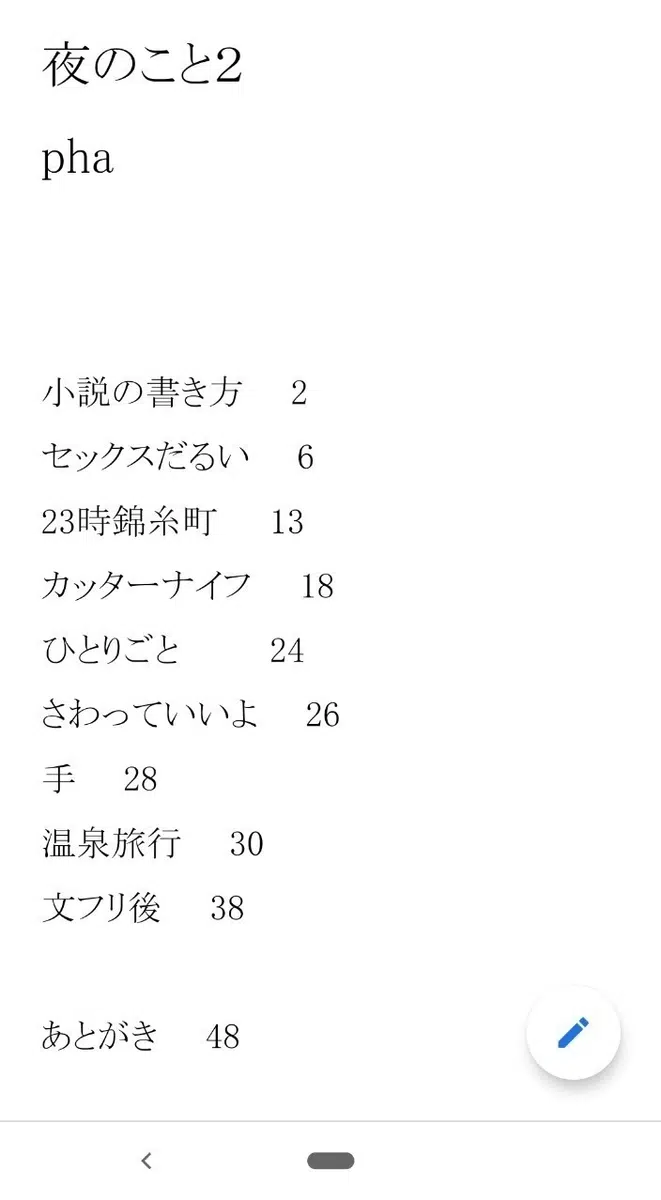 夜のこと2
pha
小説の書き方 2
セックスだるい 6
23時錦糸町 13
カッターナイフ 18
ひとりごと 24
さわっていいよ 26
手 28
温泉旅行 30
文フリ後 38
あとがき 48